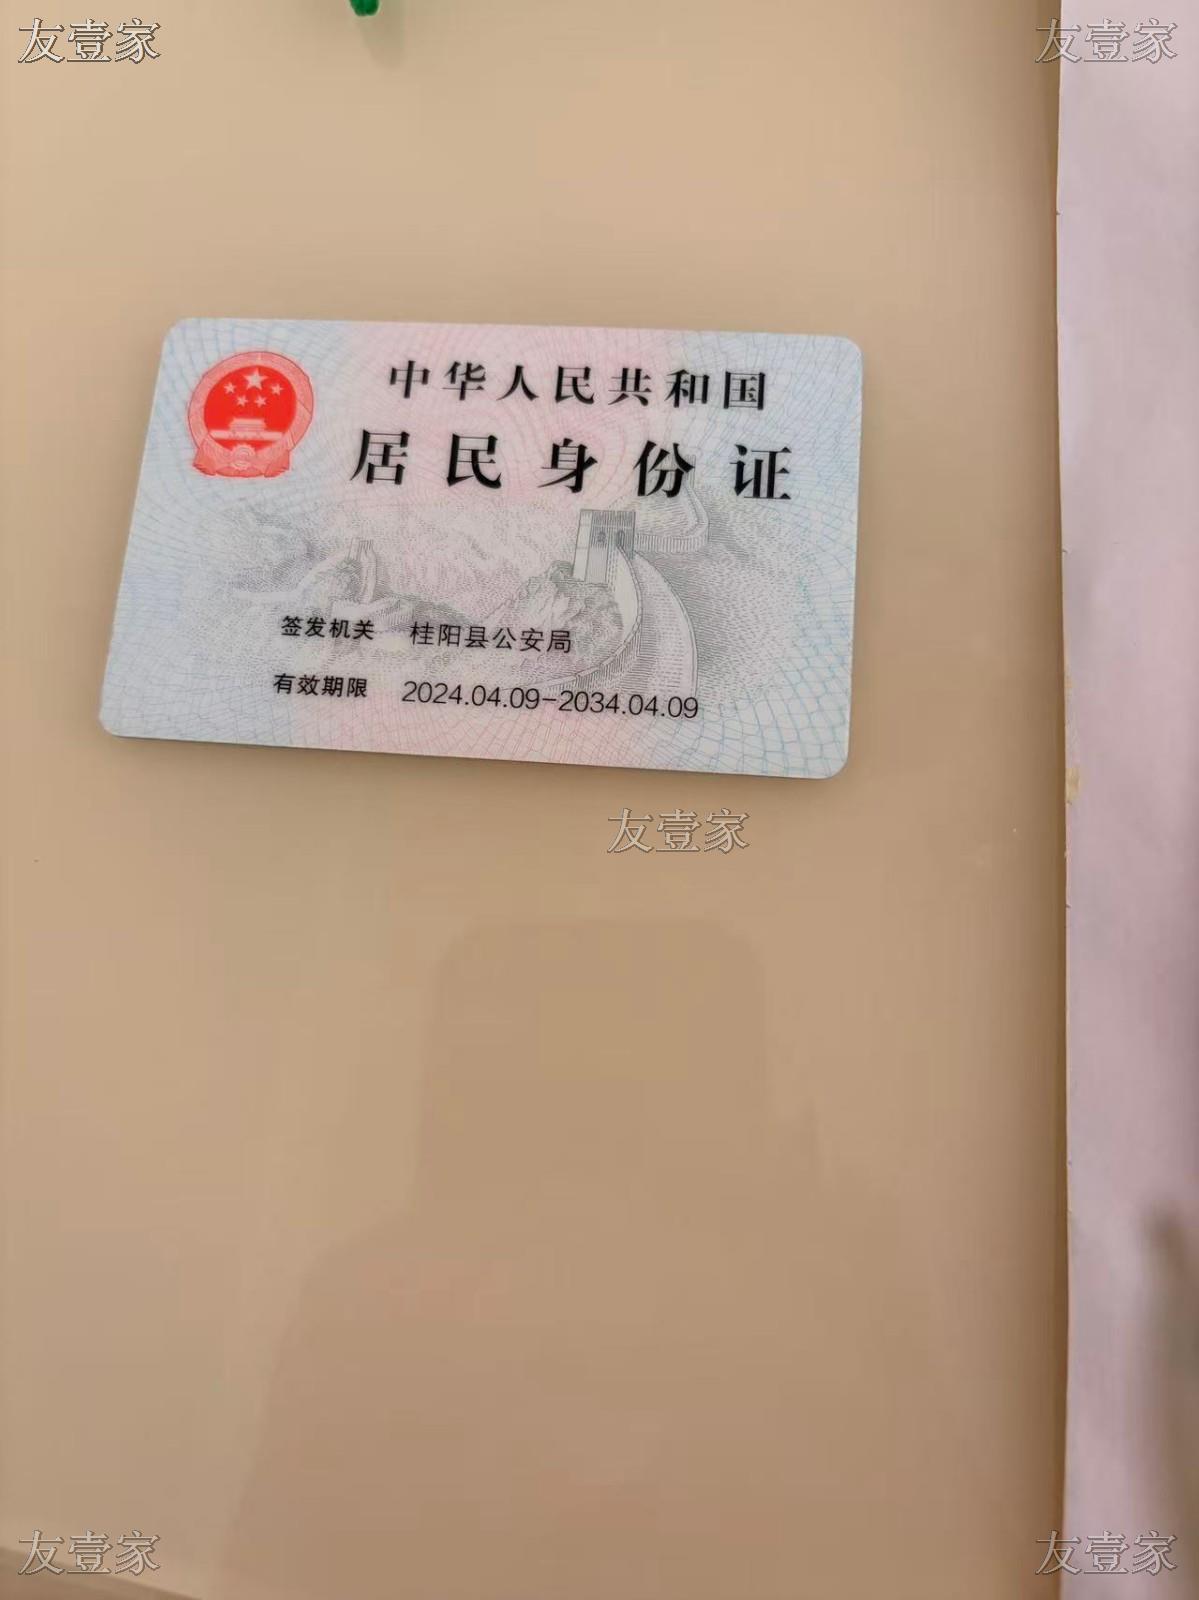 友壹家 友壹家
中华人民共和国
居民身份证
签发机关 桂阳县公安局
有效期限 2024.04.09-2034.04.09
友壹家
友壹家 友壹家